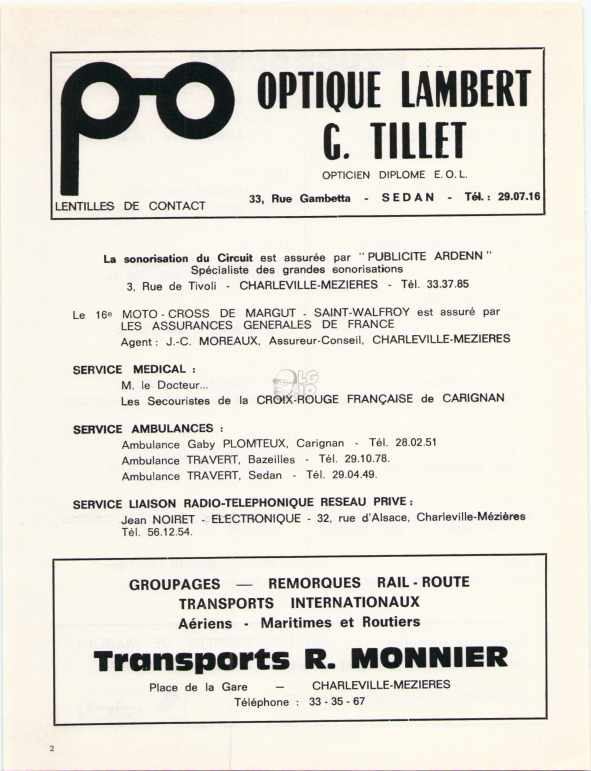 OPTIQUE LAMBERT
G. TILLET
OPTICIEN DIPLOME E.O.L.
LENTILLES DE CONTACT
33, Rue Gambetta - SEDAN - Tél. : 29.07.16
La sonorisation du Circuit est assurée par "PUBLICITE ARDENN"
Spécialiste des grandes sonorisations
3, Rue de Tivoli - CHARLEVILLE-MEZIERES - Tél. 33.37.85
Le 16e MOTO-CROSS DE MARGUT - SAINT-WALFROY est assuré par
LES ASSURANCES GENERALES DE FRANCE
Agent : J.-C. MOREAUX, Assureur-Conseil, CHARLEVILLE-MEZIERES
SERVICE MEDICAL :
M. le Docteur...
Les Secouristes de la CROIX-ROUGE FRANÇAISE de CARIGNAN
SERVICE AMBULANCES :
Ambulance Gaby PLOMTEUX, Carignan - Tél. 28.02.51
Ambulance TRAVERT, Bazeilles - Tél. 29.10.78.
Ambulance TRAVERT, Sedan - Tél. 29.04.49.
SERVICE LIAISON RADIO-TELEPHONIQUE RESEAU PRIVE :
Jean NOIRET - ELECTRONIQUE - 32, rue d'Alsace, Charleville-Mézières
Tél. 56.12.54.
GROUPAGES — REMORQUES RAIL-ROUTE
TRANSPORTS INTERNATIONAUX
Aériens - Maritimes et Routiers
Transports R. MONNIER
Place de la Gare — CHARLEVILLE-MEZIERES
Téléphone : 33 - 35 - 67
2